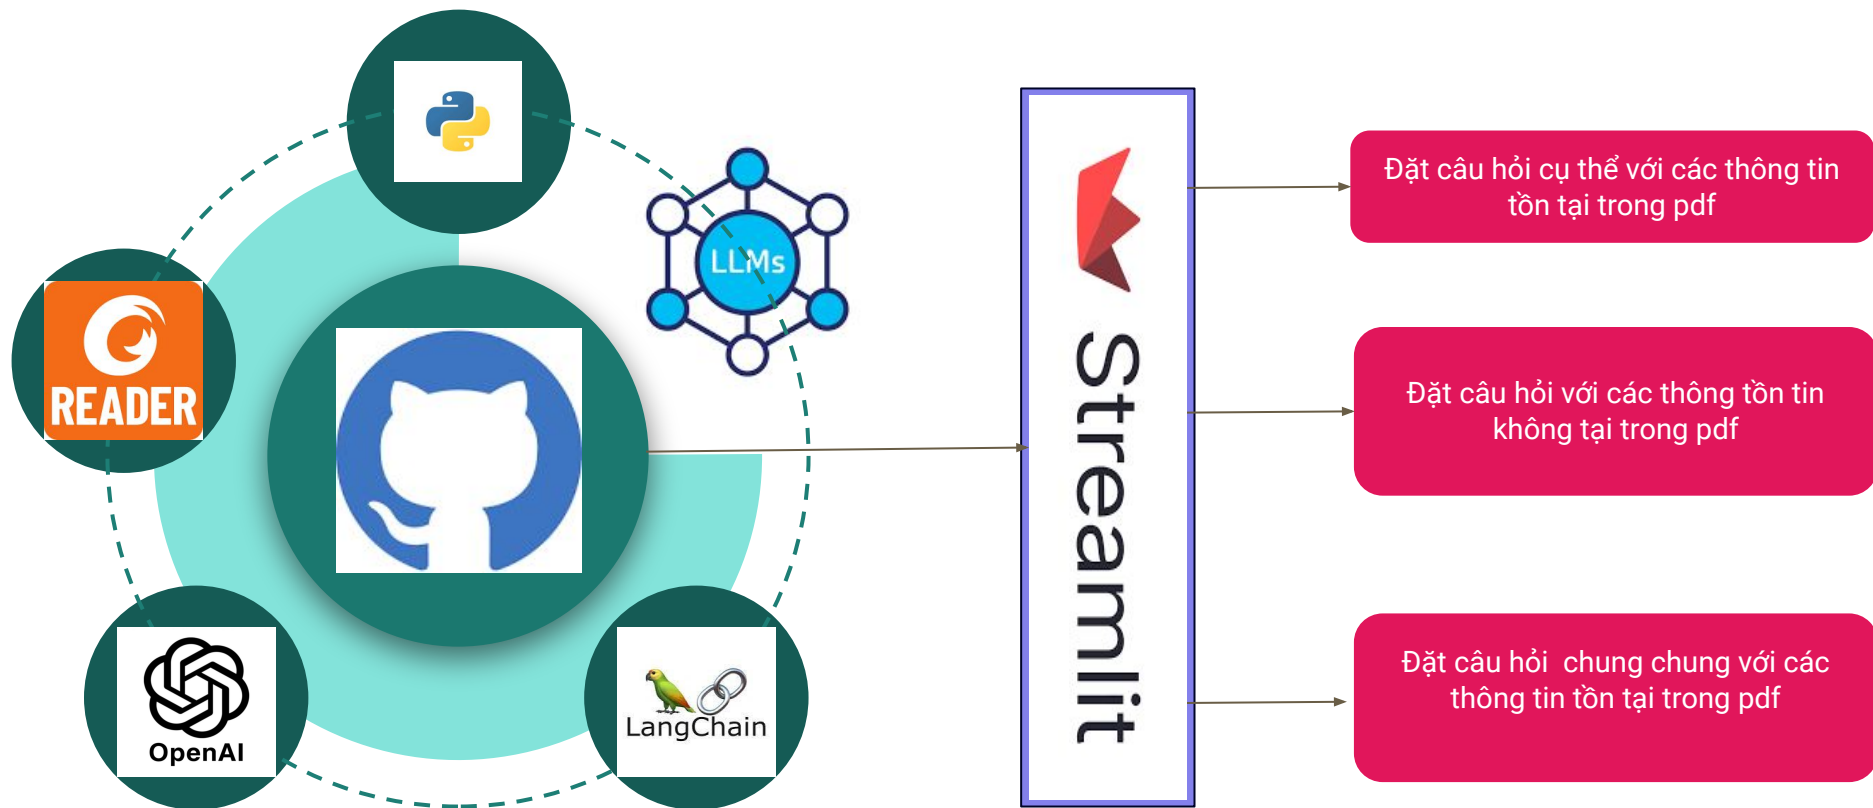 READER
OpenAI
LangChain
LLMs
Streamlit
Đặt câu hỏi cụ thể với các thông tin
tồn tại trong pdf
Đặt câu hỏi với các thông tồn tin
không tại trong pdf
Đặt câu hỏi  chung chung với các
thông tin tồn tại trong pdf